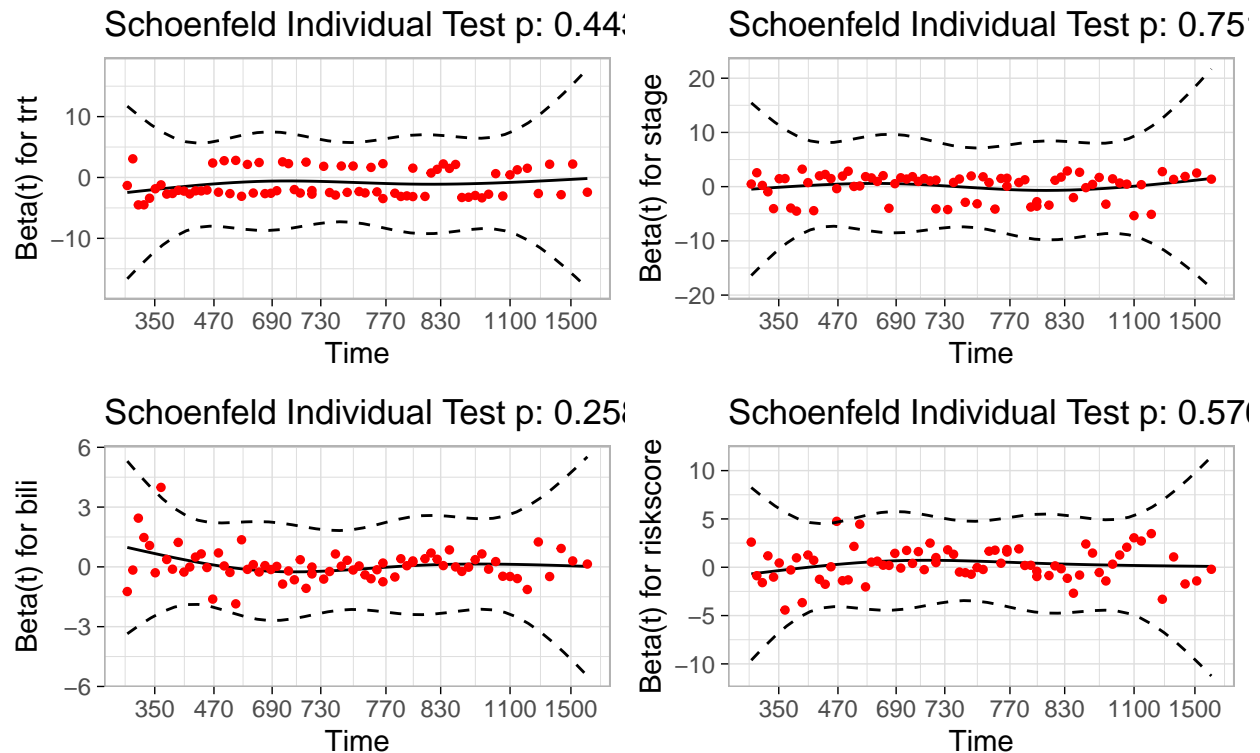 Schoenfeld Individual Test p: 0.443
Beta(t) for trt
10
0
−10
350 470 690 730 770 830 1100 1500
Time
Schoenfeld Individual Test p: 0.751
Beta(t) for stage
20
10
0
−10
−20
350 470 690 730 770 830 1100 1500
Time
Schoenfeld Individual Test p: 0.258
Beta(t) for bili
6
3
0
−3
−6
350 470 690 730 770 830 1100 1500
Time
Schoenfeld Individual Test p: 0.576
Beta(t) for riskscore
10
5
0
−5
−10
350 470 690 730 770 830 1100 1500
Time